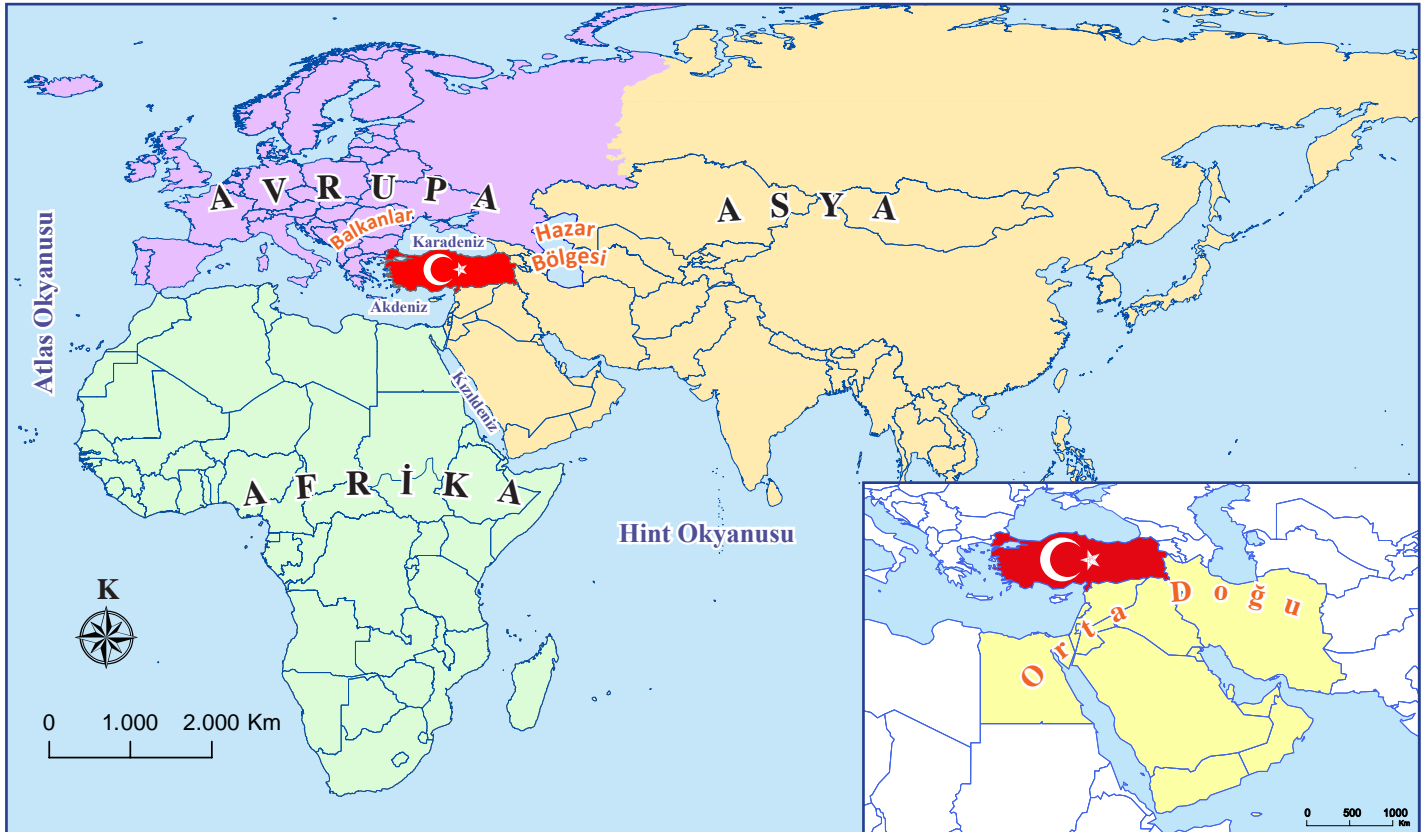 AVRUPA
ASYA
Balkanlar
Karadeniz
Hazar
Bölgesi
Akdeniz
Atlas Okyanusu
Kızıldeniz
AFRİKA
Hint Okyanusu
K
0 1.000 2.000 Km
Orta Doğu
0 500 1000
Km